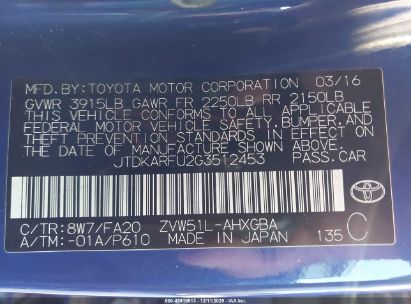 MFD. BY: TOYOTA MOTOR CORPORATION 03/16
GVWR 3915LB GAWR FR 2250LB RR 2150LB
THIS VEHICLE CONFORMS TO ALL APPLICABLE
FEDERAL MOTOR VEHICLE SAFETY, BUMPER, AND
THEFT PREVENTION STANDARDS IN EFFECT ON
THE DATE OF MANUFACTURE SHOWN ABOVE.
JTDKARFU2G3512453 PASS.CAR
C/TR: 8W7/FA20 ZVW51L-AHXGBA
A/TM: -01A/P610 MADE IN JAPAN 135 C
TOYOTA